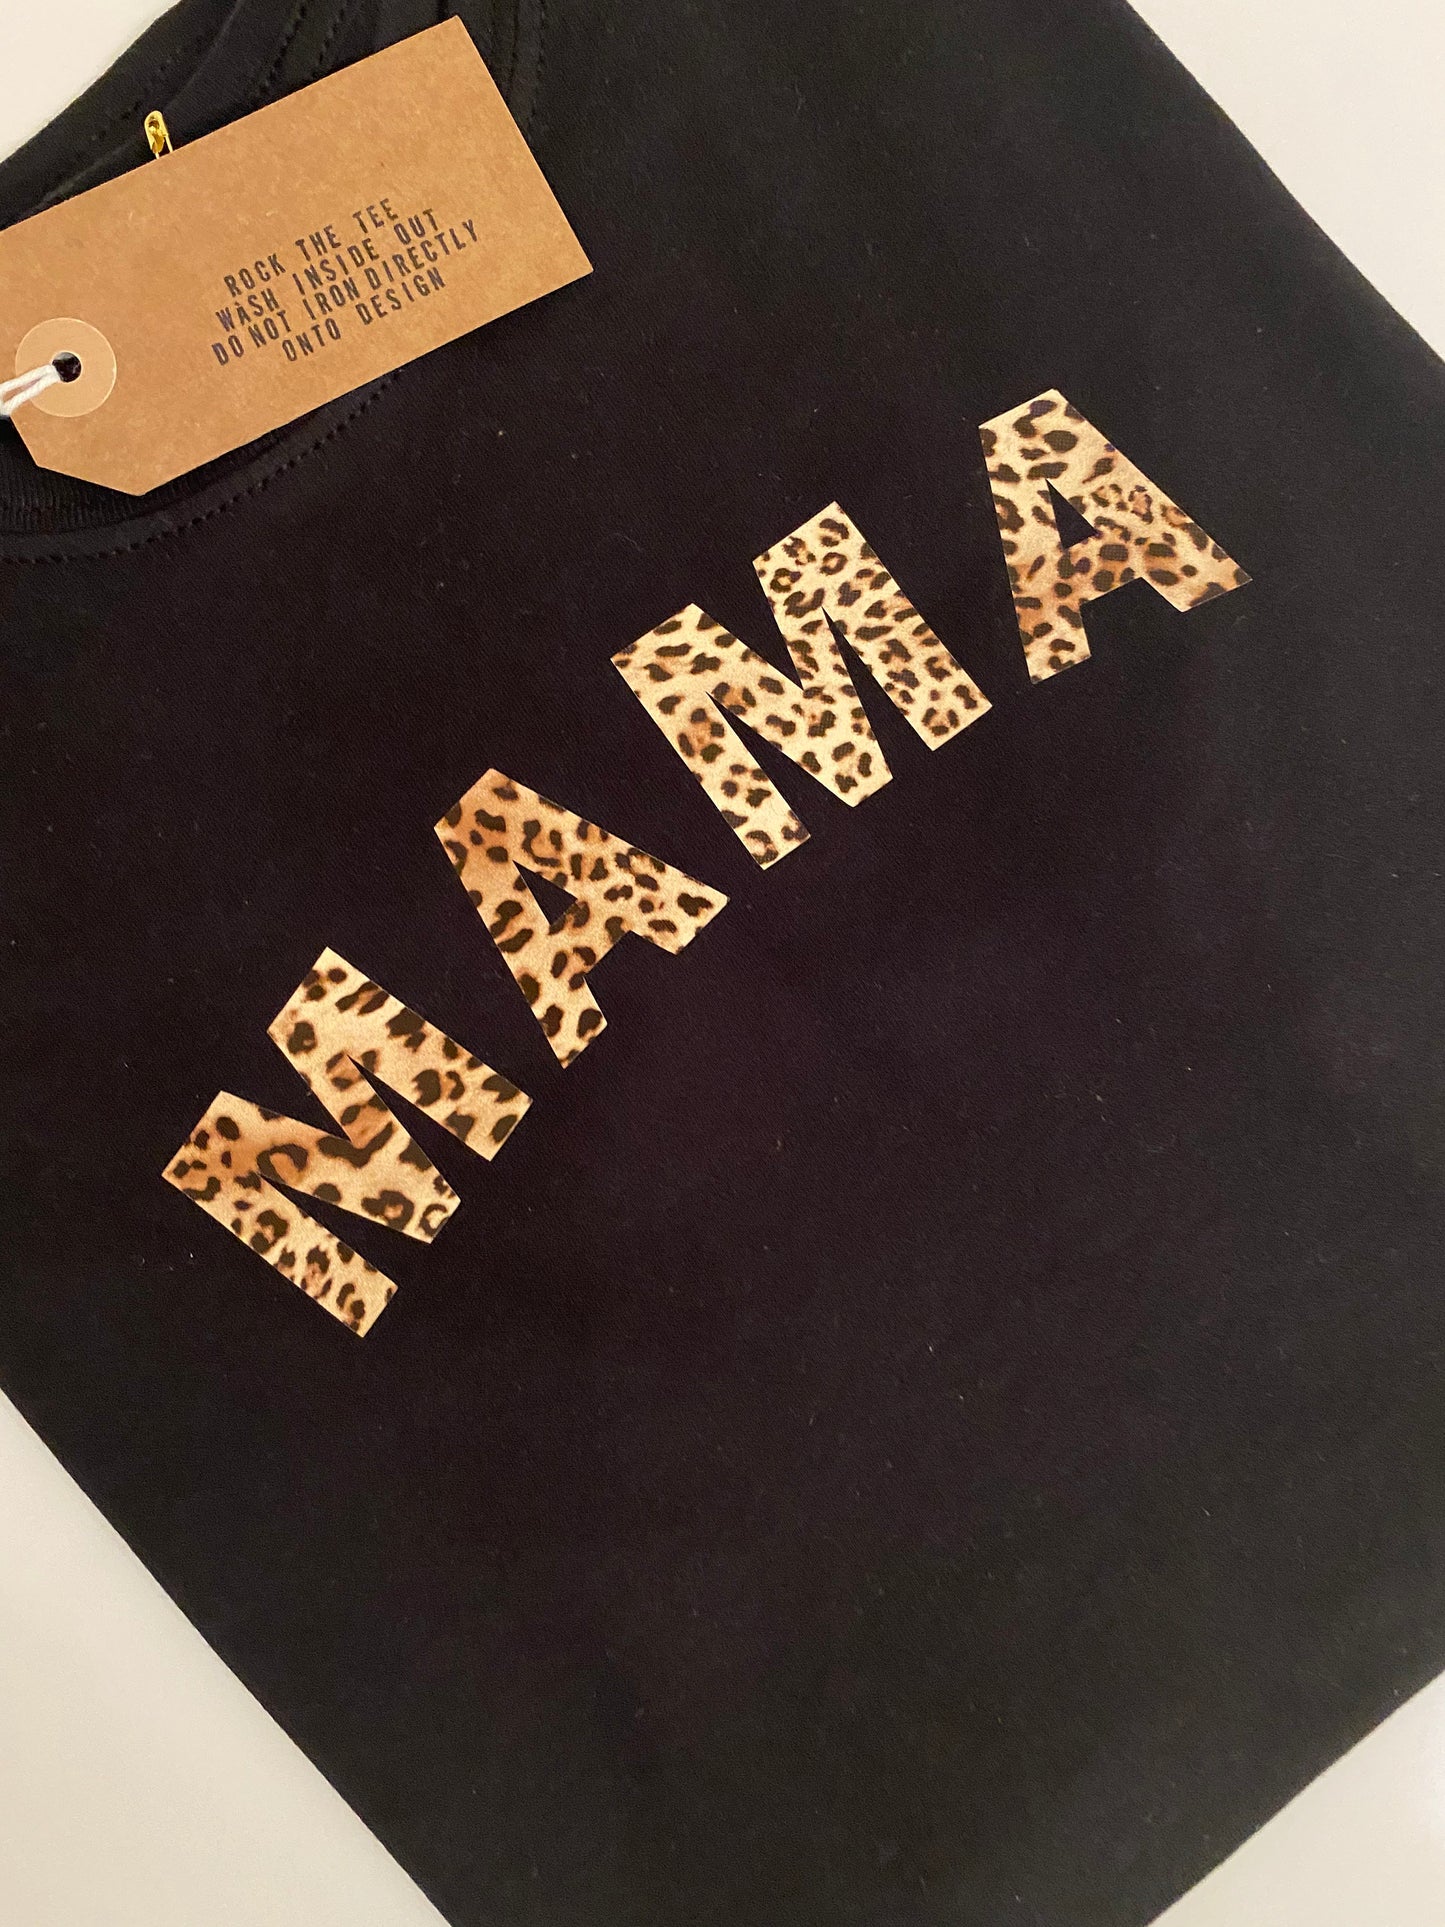 ROCK THE TEE
WASH INSIDE OUT
DO NOT IRON DIRECTLY
ONTO DESIGN
MAMA